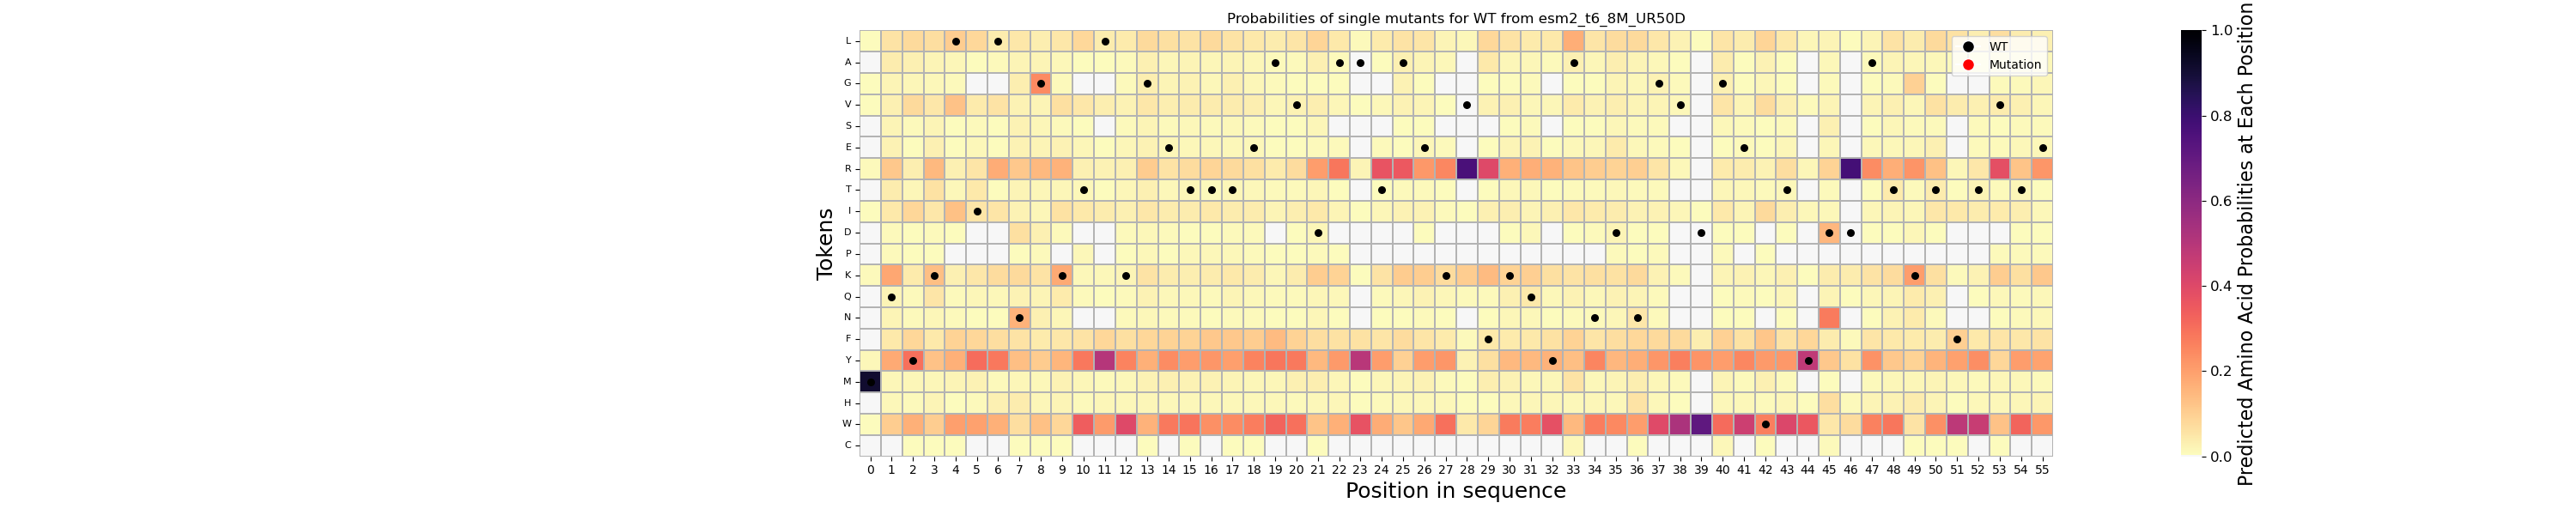 Probabilities of single mutants for WT from esm2_t6_8M_UR50D
WT
Mutation
L
A
G
V
S
E
R
T
I
D
P
K
Q
N
F
Y
M
H
W
C
Tokens
0 1 2 3 4 5 6 7 8 9 10 11 12 13 14 15 16 17 18 19 20 21 22 23 24 25 26 27 28 29 30 31 32 33 34 35 36 37 38 39 40 41 42 43 44 45 46 47 48 49 50 51 52 53 54 55
Position in sequence
1.0
0.8
0.6
0.4
0.2
0.0
Predicted Amino Acid Probabilities at Each Position